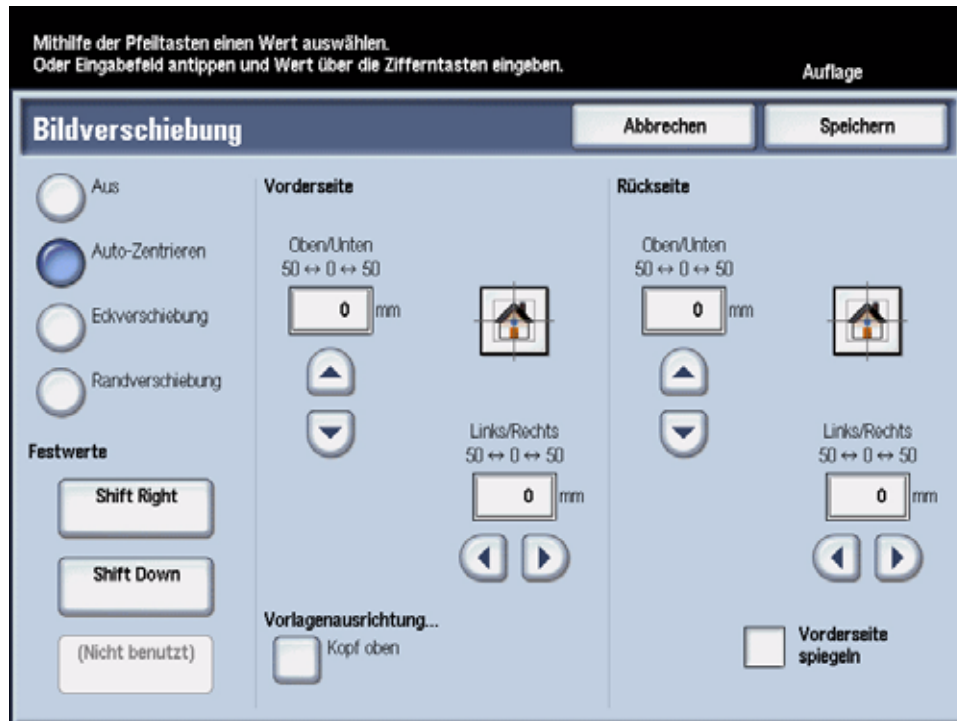 Mithilfe der Pfeiltasten einen Wert auswählen.
Oder Eingabefeld antippen und Wert über die Zifferntasten eingeben.
Auflage
Bildverschiebung
Abbrechen
Speichern
Aus
Auto-Zentrieren
Eckverschiebung
Randverschiebung
Festwerte
Shift Right
Shift Down
(Nicht benutzt)
Vorderseite
Oben/Unten
50 ↔ 0 ↔ 50
0 mm
Links/Rechts
50 ↔ 0 ↔ 50
0 mm
Vorlagenausrichtung...
Kopf oben
Rückseite
Oben/Unten
50 ↔ 0 ↔ 50
0 mm
Links/Rechts
50 ↔ 0 ↔ 50
0 mm
Vorderseite
spiegeln